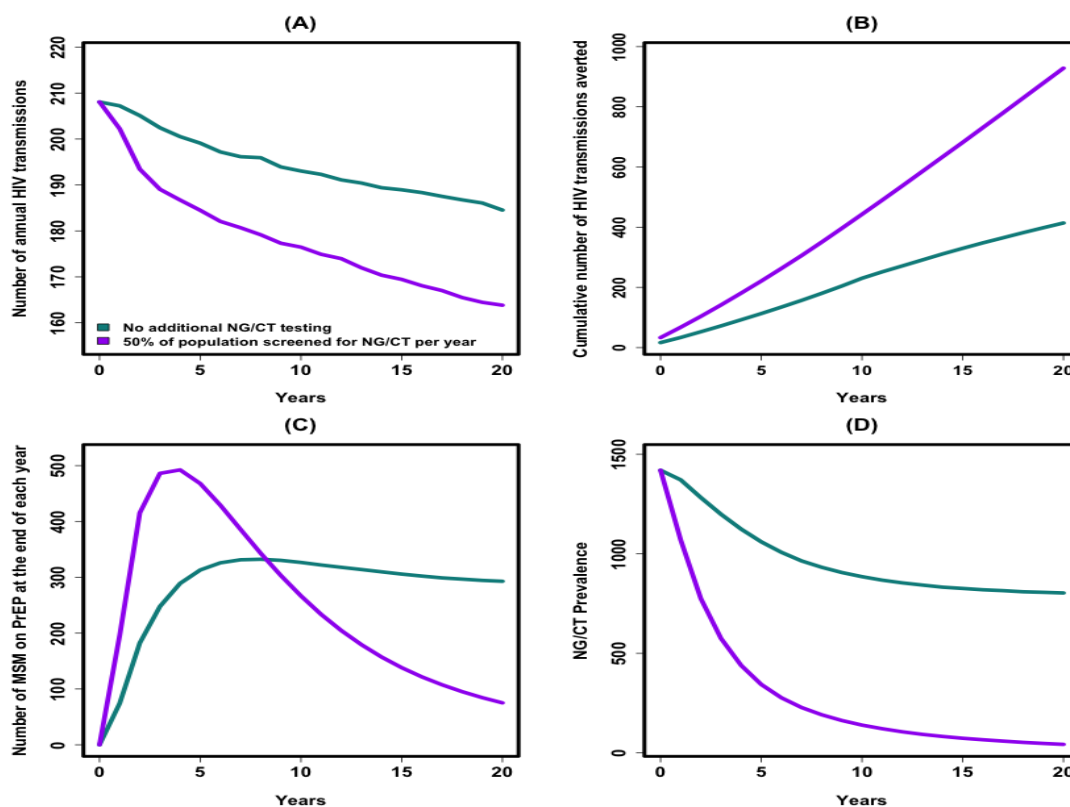 (A)
Number of annual HIV transmissions
220
210
200
190
180
170
160
No additional NG/CT testing
50% of population screened for NG/CT per year
0 5 10 15 20
Years
(B)
Cumulative number of HIV transmissions averted
1000
800
600
400
200
0
0 5 10 15 20
Years
(C)
Number of MSM on PrEP at the end of each year
500
400
300
200
100
0
0 5 10 15 20
Years
(D)
NG/CT Prevalence
1500
1000
500
0
0 5 10 15 20
Years